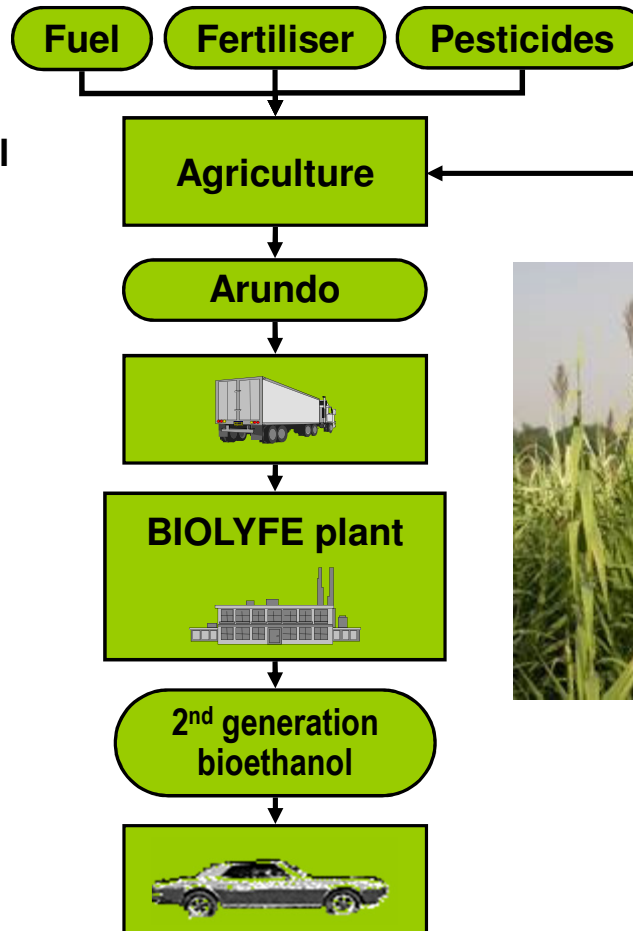 Fuel Fertiliser Pesticides
l
Agriculture
Arundo
BIOLYFE plant
2nd generation
bioethanol